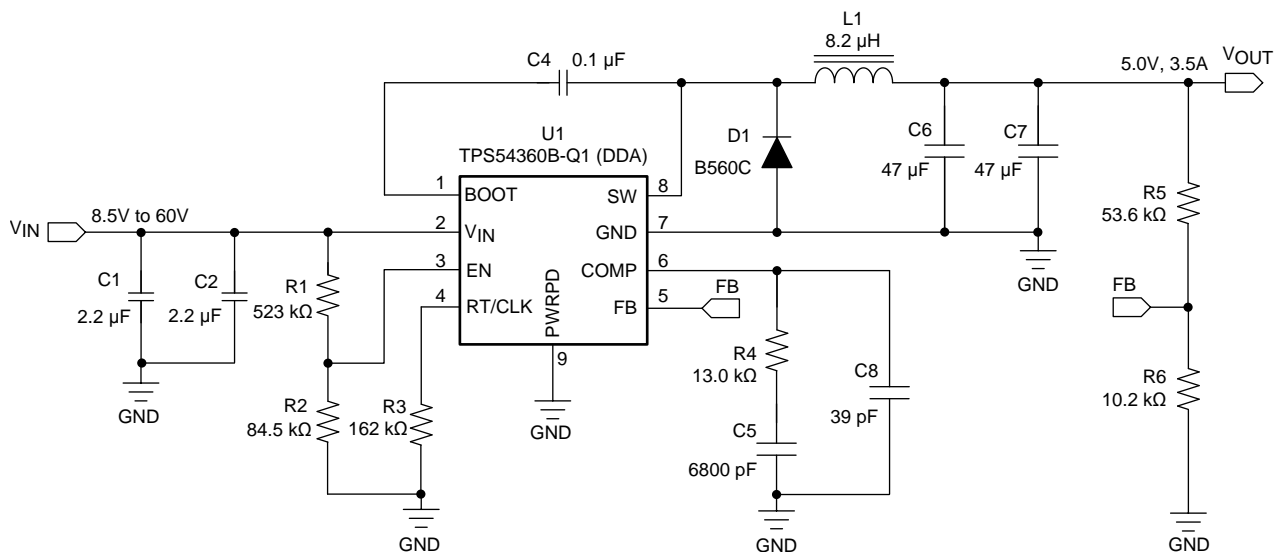 L1
8.2 µH
C4
0.1 µF
5.0V, 3.5A
VOUT
U1
TPS54360B-Q1 (DDA)
D1
B560C
C6
47 µF
C7
47 µF
R5
53.6 kΩ
1
BOOT
SW
8
VIN
8.5V to 60V
2
VIN
GND
7
3
EN
COMP
6
4
RT/CLK
FB
5
FB
PWRPD
9
GND
FB
C1
2.2 µF
C2
2.2 µF
R1
523 kΩ
GND
R4
13.0 kΩ
C8
39 pF
R6
10.2 kΩ
GND
R2
84.5 kΩ
R3
162 kΩ
GND
C5
6800 pF
GND
GND
GND